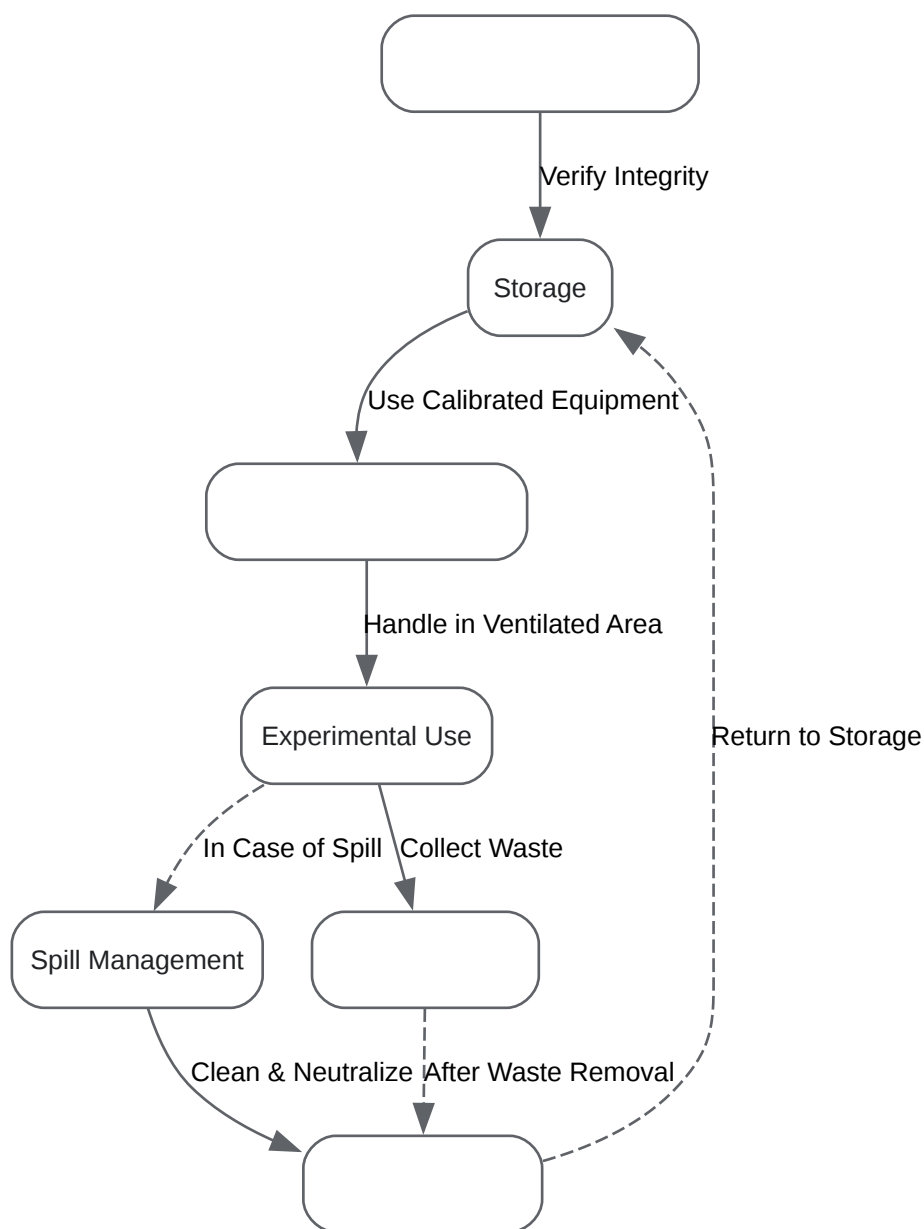 Verify Integrity
Storage
Use Calibrated Equipment
Handle in Ventilated Area
Experimental Use
Return to Storage
In Case of Spill
Collect Waste
Spill Management
Clean & Neutralize
After Waste Removal